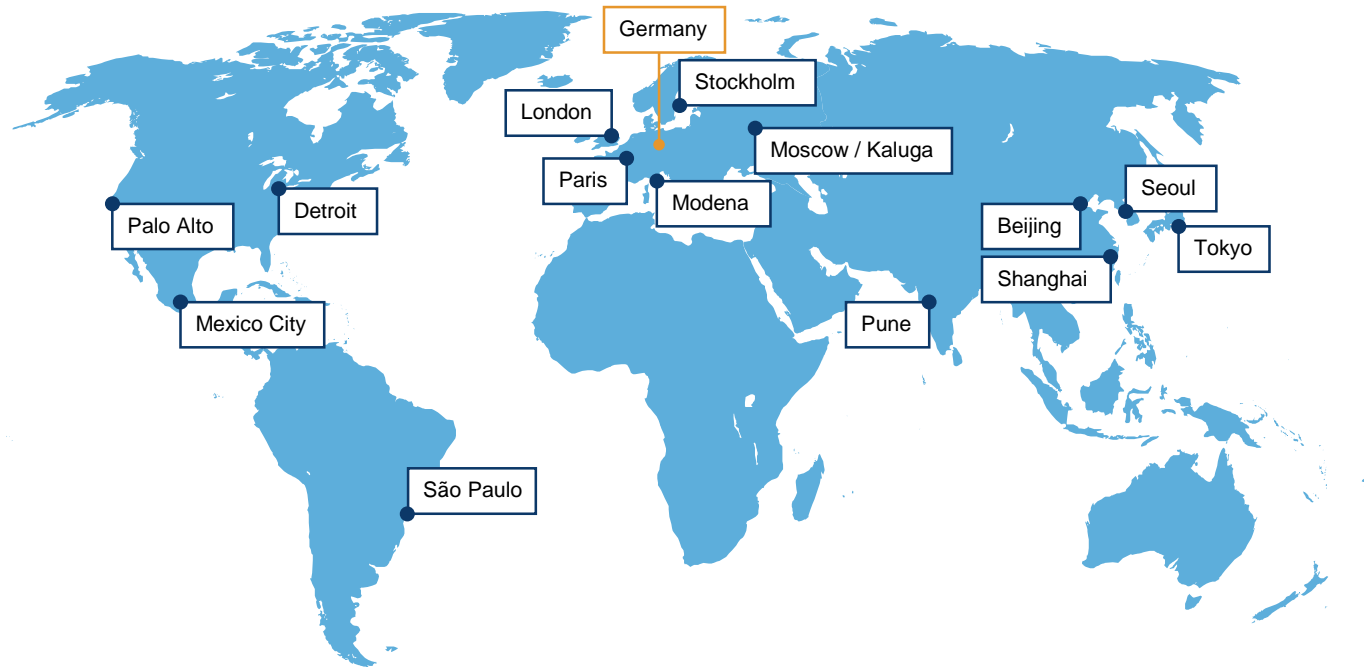 Germany
Stockholm
London
Moscow / Kaluga
Paris
Seoul
Modena
Detroit
Palo Alto
Beijing
Tokyo
Shanghai
Mexico City
Pune
São Paulo